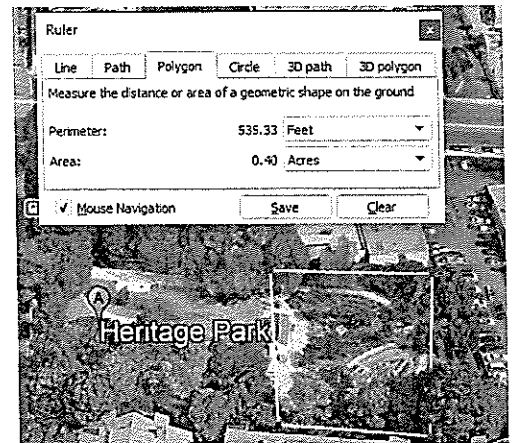 Ruler
Line Path Polygon Circle 3D path 3D polygon
Measure the distance or area of a geometric shape on the ground
Perimeter: 535.33 Feet
Area: 0.40 Acres
Mouse Navigation Save Clear
A
Heritage Park